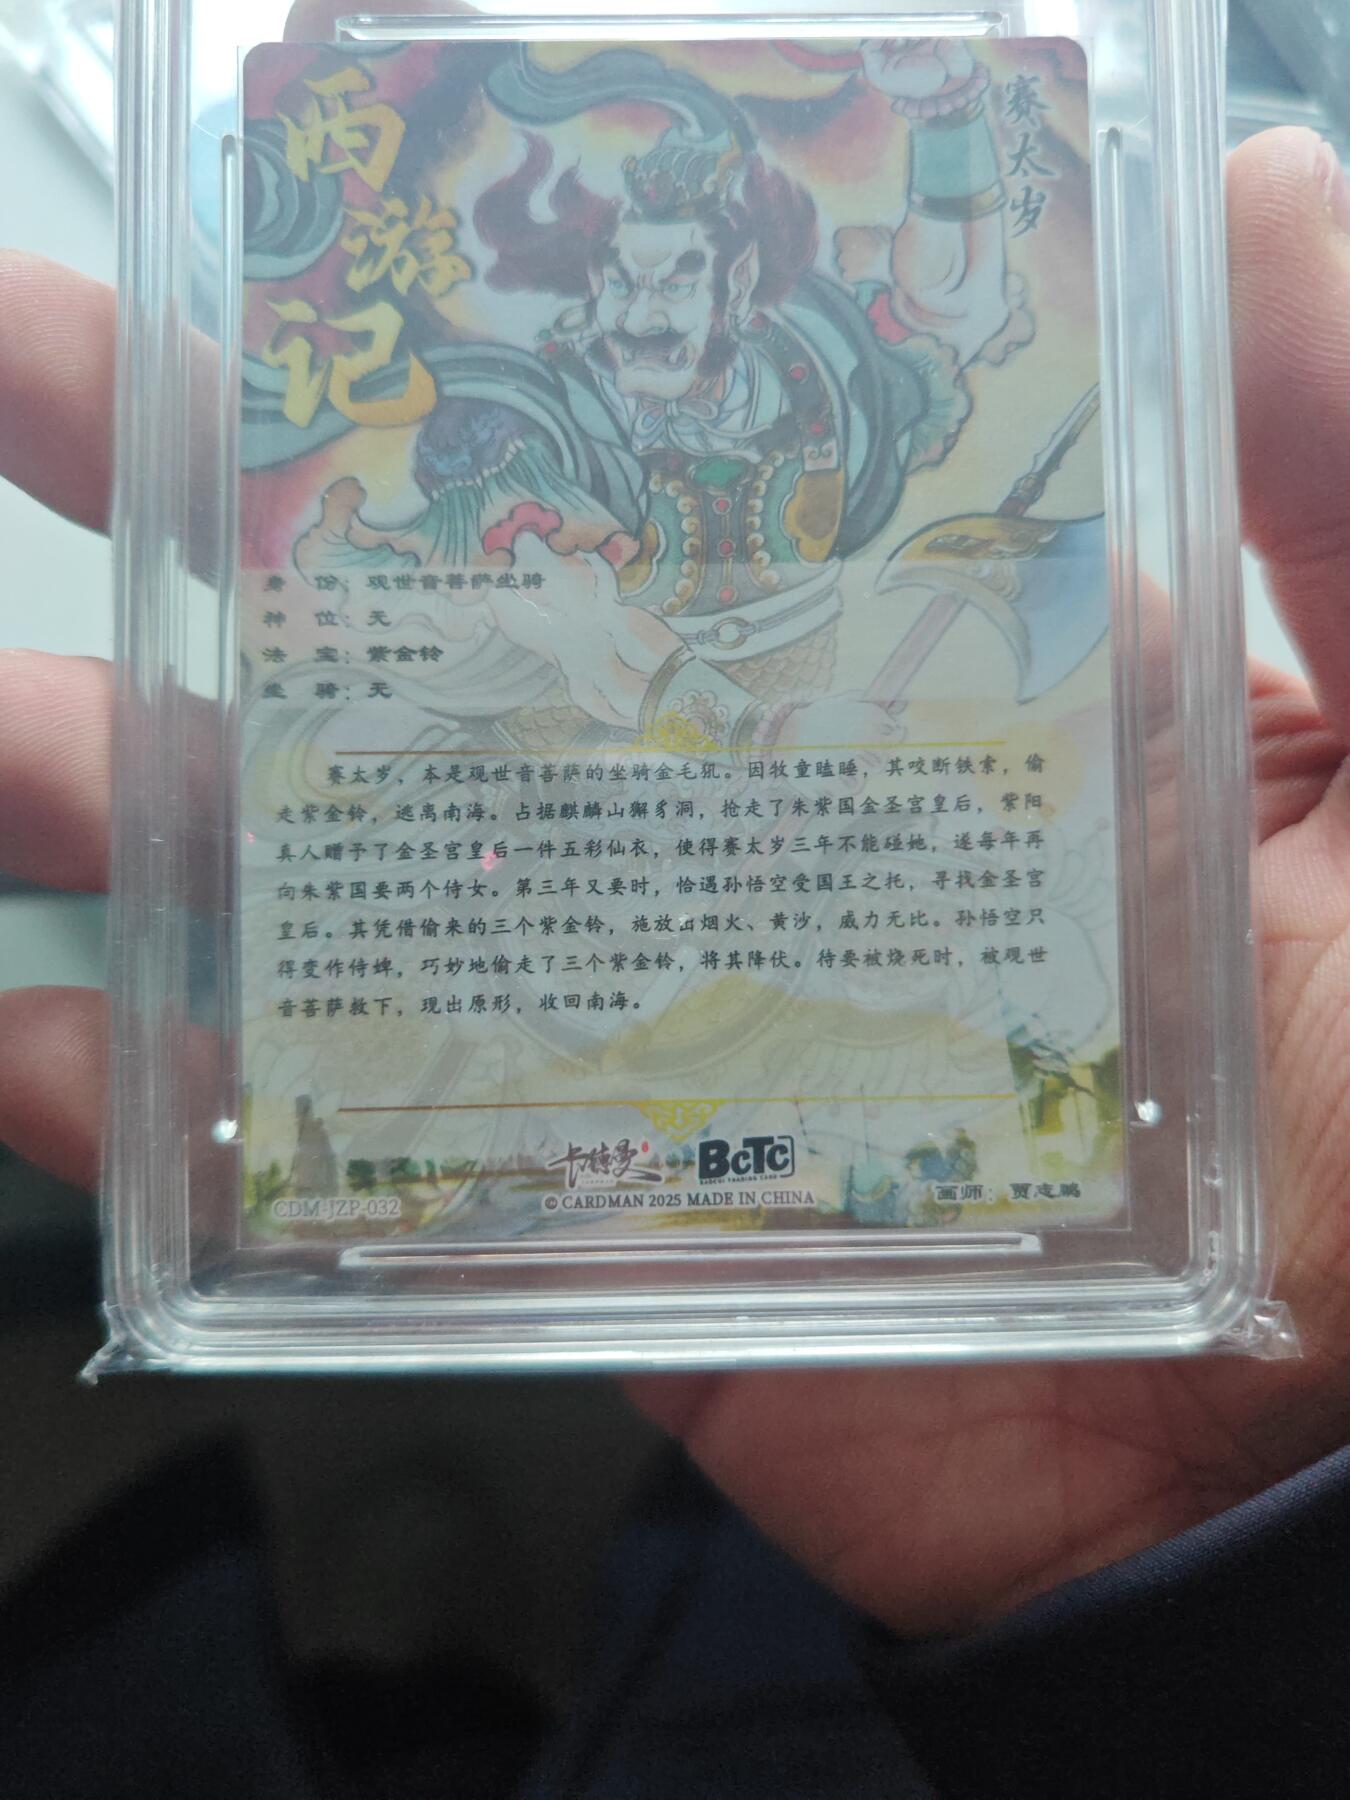 西游记
赛太岁
身 份：观世音菩萨坐骑
神 位：无
法 宝：紫金铃
坐 骑：无
赛太岁，本是观世音菩萨的坐骑金毛犼。因牧童瞌睡，其咬断铁索，偷
走紫金铃，逃离南海。占据麒麟山獬豸洞，抢走了朱紫国金圣宫皇后，紫阳
真人赠予了金圣宫皇后一件五彩仙衣，使得赛太岁三年不能碰她，遂每年再
向朱紫国要两个侍女。第三年又要时，恰遇孙悟空受国王之托，寻找金圣宫
皇后。其凭借偷来的三个紫金铃，施放出烟火、黄沙，威力无比。孙悟空只
得变作侍婢，巧妙地偷走了三个紫金铃，将其降伏。待要被烧死时，被观世
音菩萨救下，现出原形，收回南海。
卡德曼 BCTC
CDM-JZP-032
© CARDMAN 2025 MADE IN CHINA
画师：贾志鹏